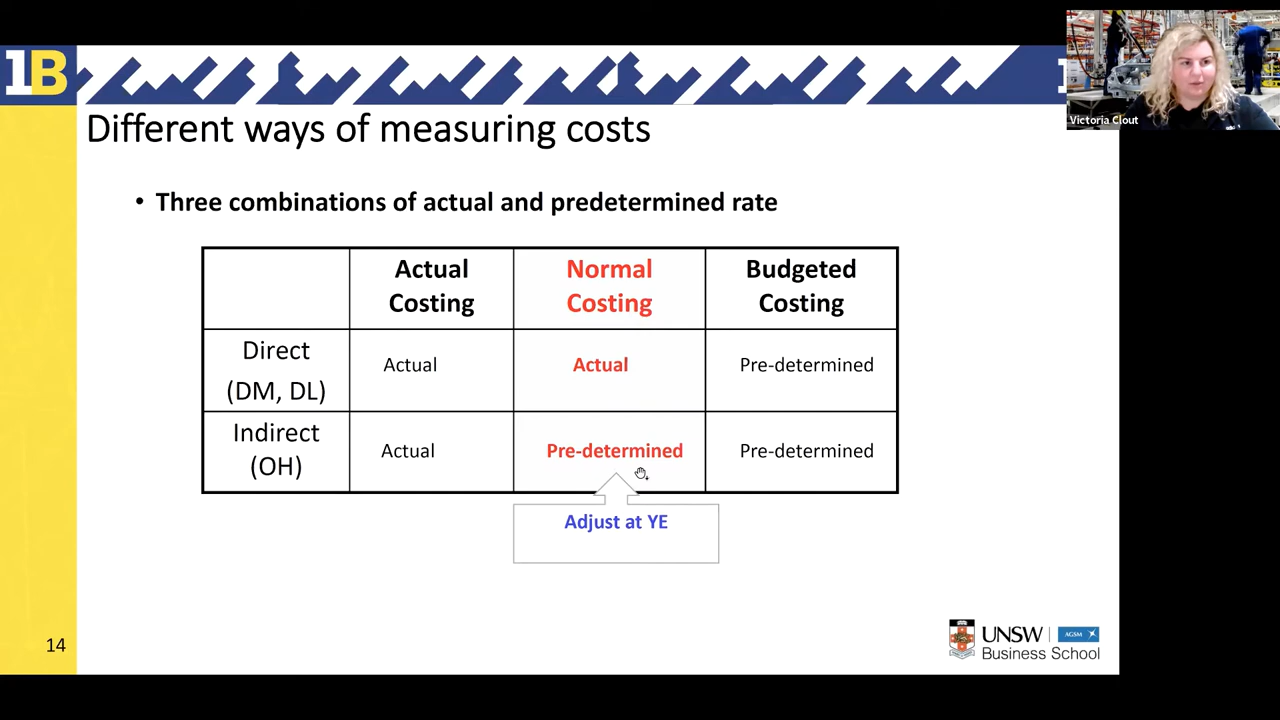 1B
Victoria Clout
Different ways of measuring costs
• Three combinations of actual and predetermined rate
Actual Costing
Normal Costing
Budgeted Costing
Direct (DM, DL)
Actual
Actual
Pre-determined
Indirect (OH)
Actual
Pre-determined
Pre-determined
Adjust at YE
14
UNSW
AGSM
Business School